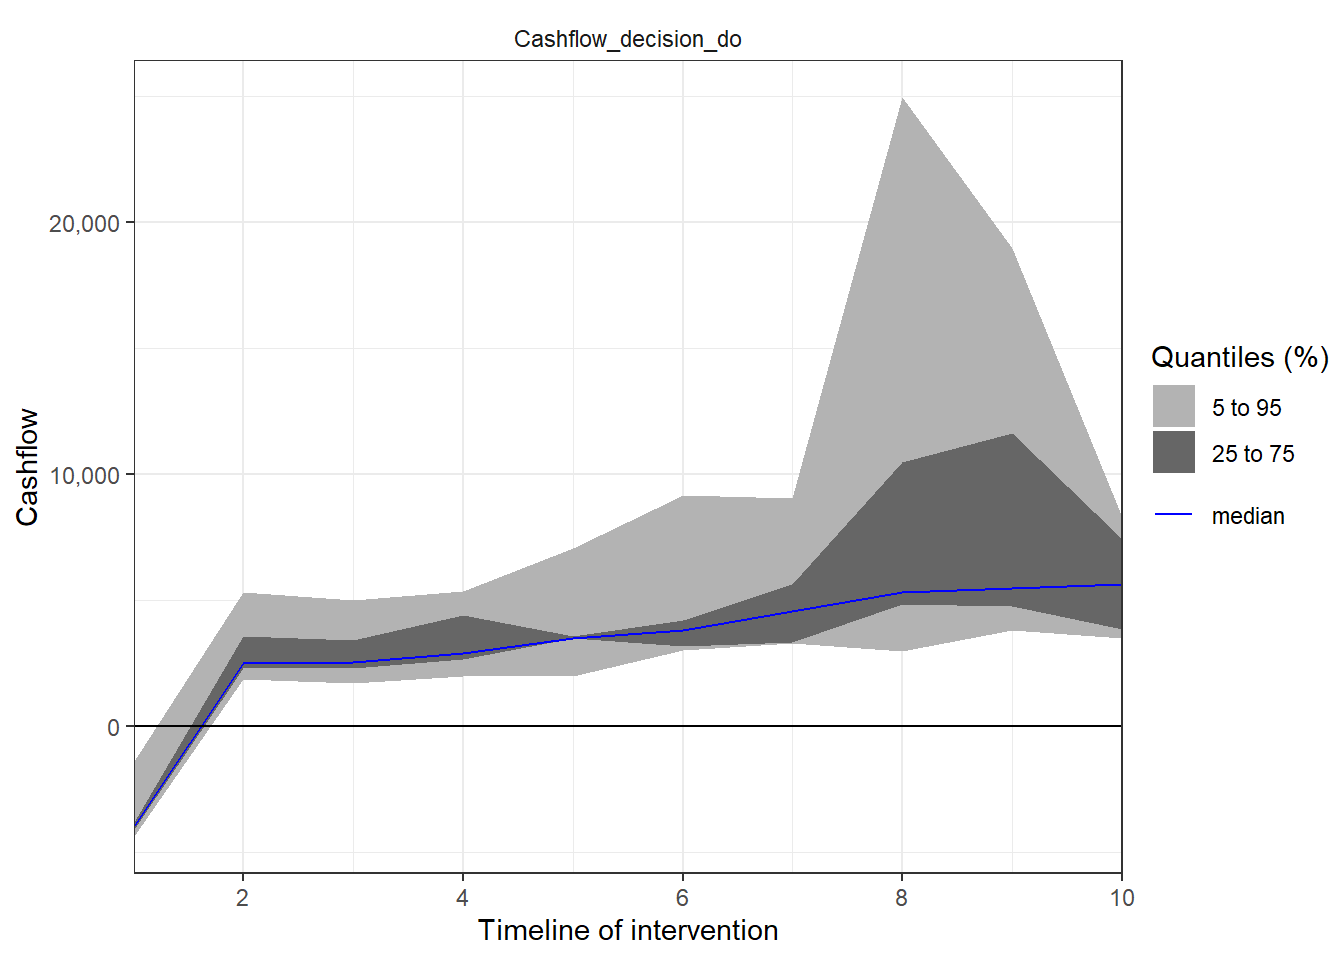 Cashflow_decision_do
20,000
10,000
0
Cashflow
2 4 6 8 10
Timeline of intervention
Quantiles (%)
5 to 95
25 to 75
median